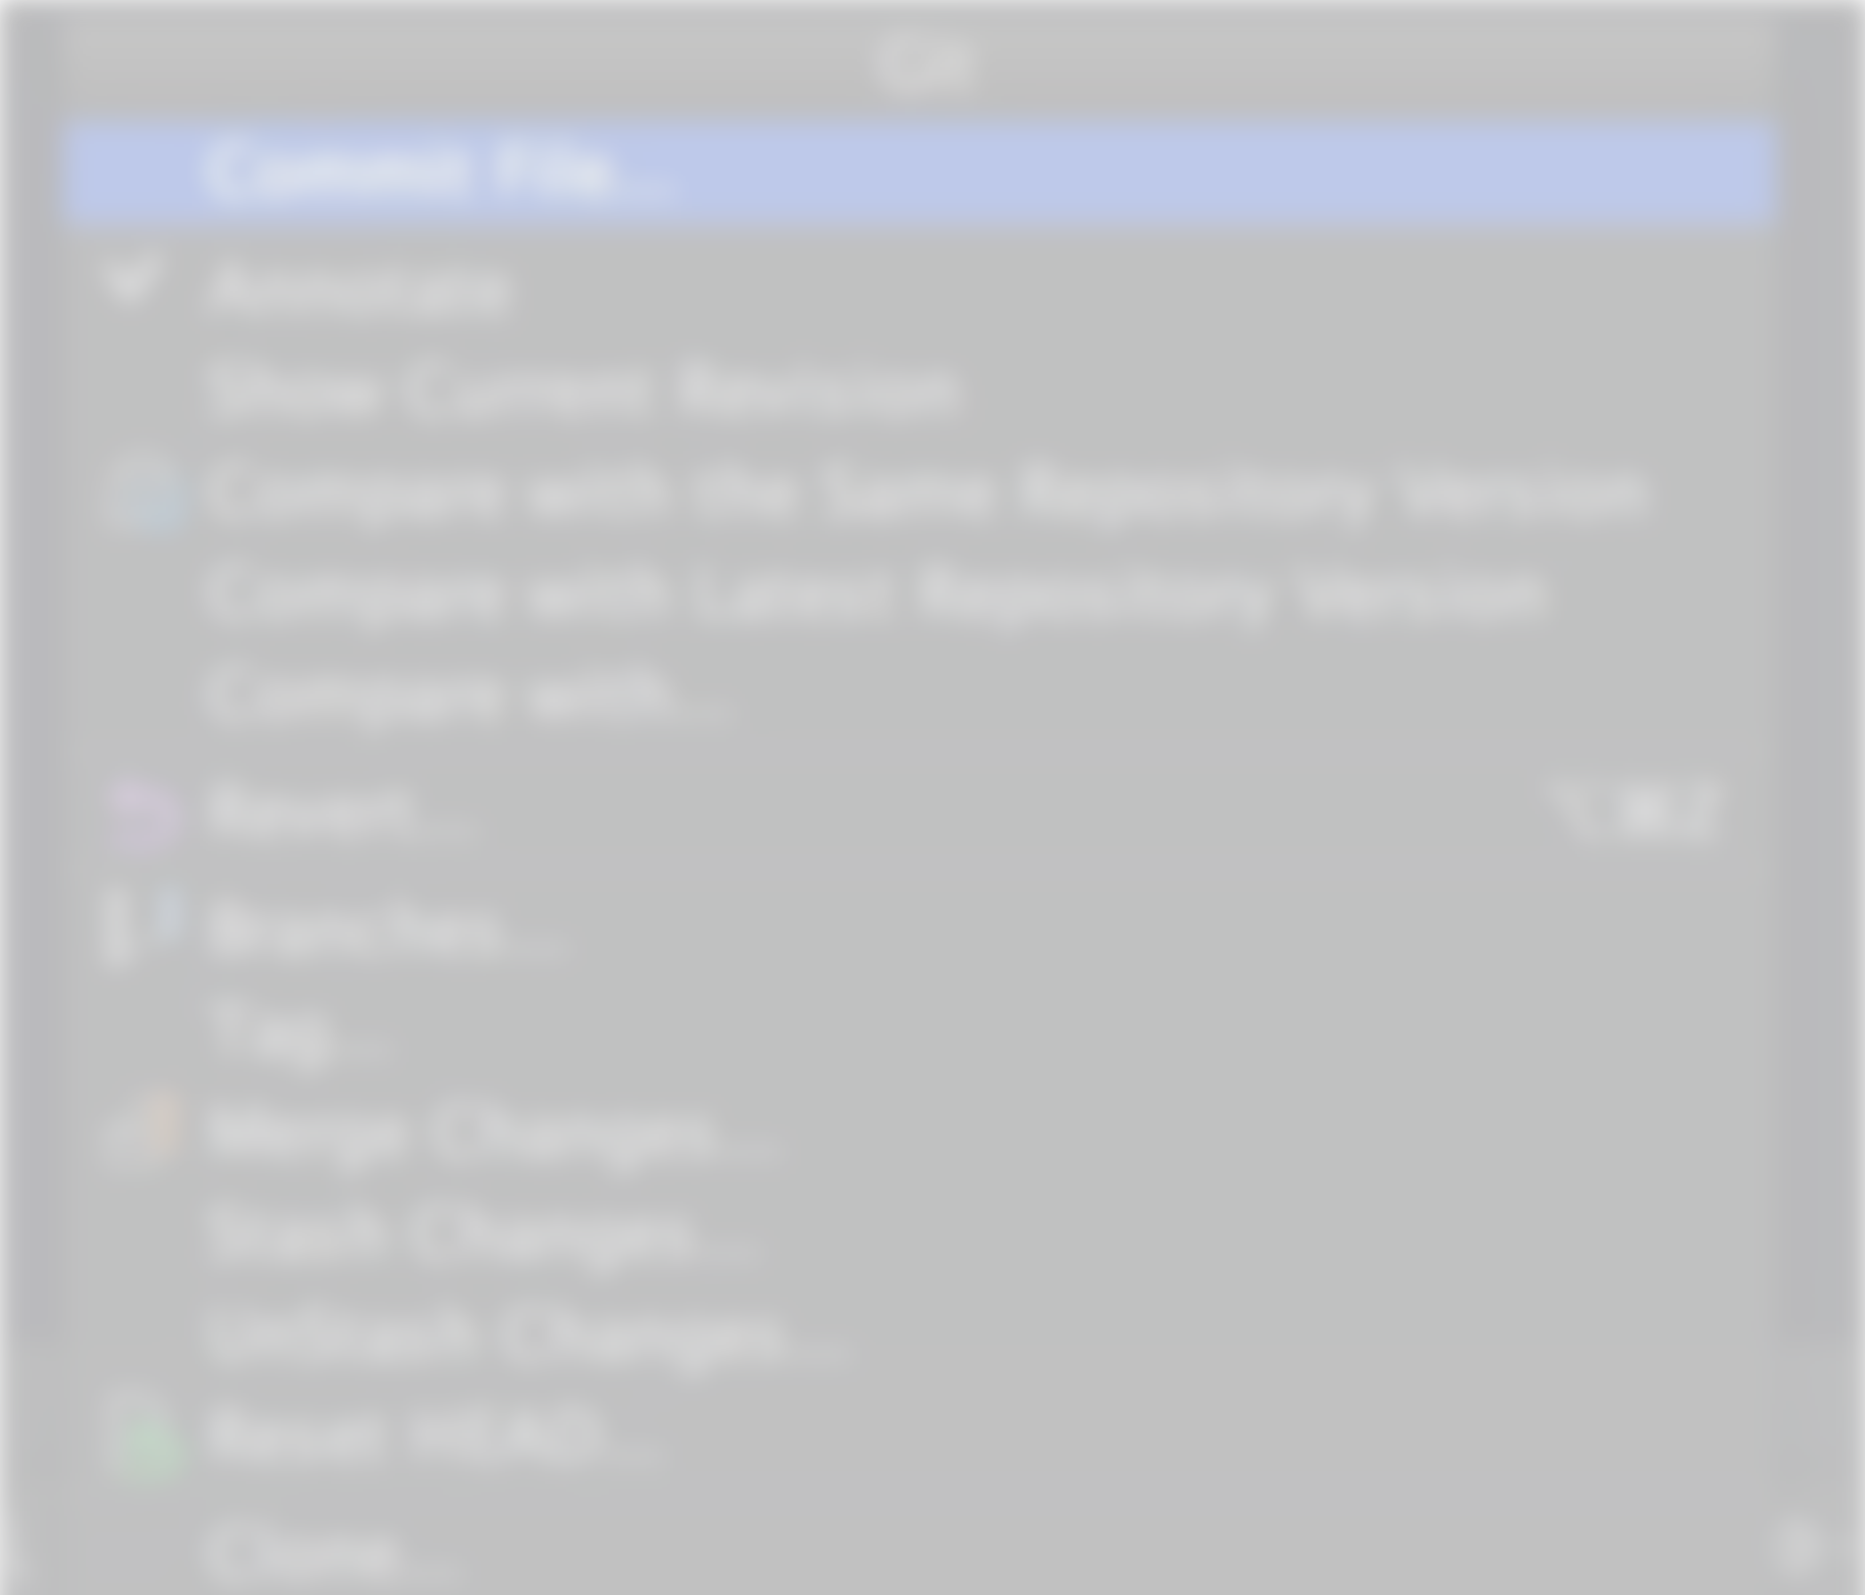 Git
Commit File...
Annotate
Show Current Revision
Compare with the Same Repository Version
Compare with Latest Repository Version
Compare with...
Revert... ⌥⌘Z
Branches...
Tag...
Merge Changes...
Stash Changes...
UnStash Changes...
Reset HEAD...
Clone...